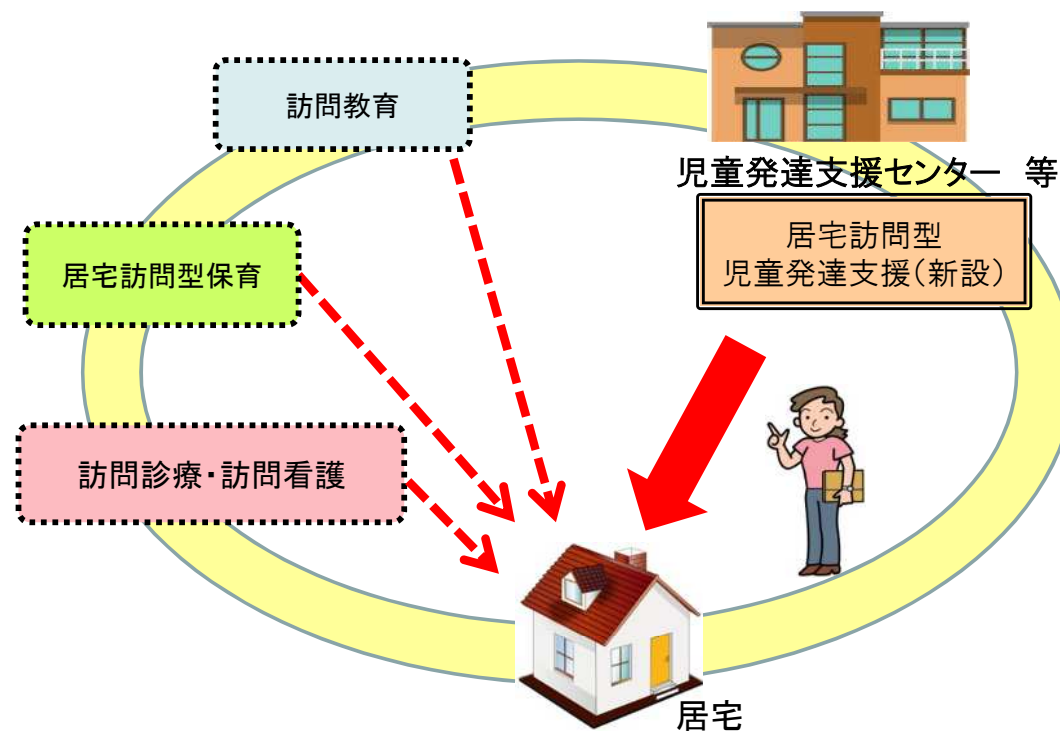 訪問教育
児童発達支援センター　等
居宅訪問型
児童発達支援(新設)
居宅訪問型保育
訪問診療・訪問看護
居宅